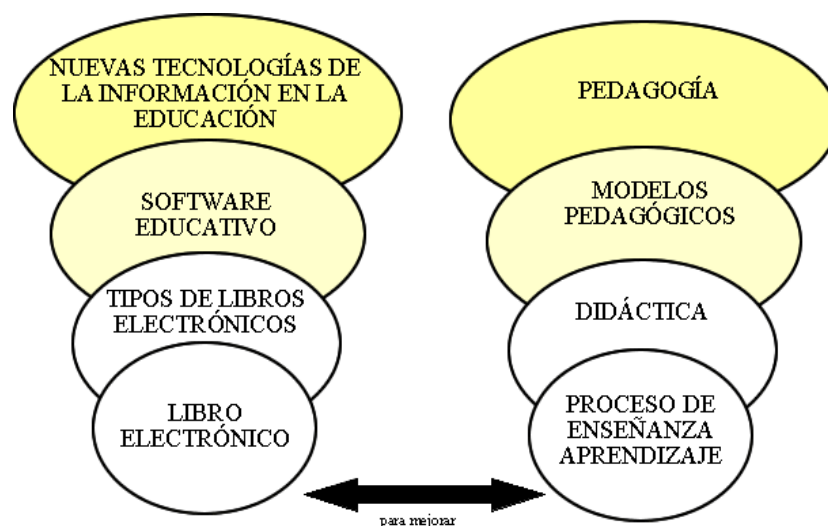 NUEVAS TECNOLOGÍAS DE
LA INFORMACIÓN EN LA
EDUCACIÓN
SOFTWARE
EDUCATIVO
TIPOS DE LIBROS
ELECTRÓNICOS
LIBRO
ELECTRÓNICO
PEDAGOGÍA
MODELOS
PEDAGÓGICOS
DIDÁCTICA
PROCESO DE
ENSEÑANZA
APRENDIZAJE
para mejorar